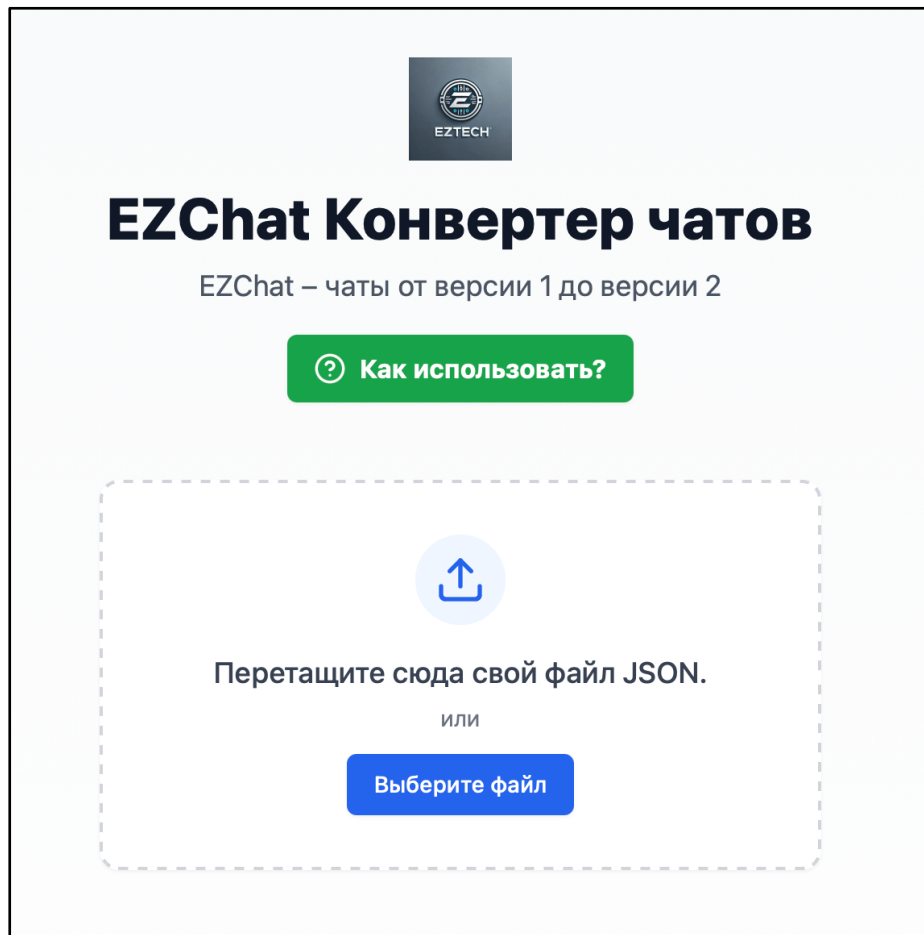 EZTECH
EZChat Конвертер чатов
EZChat – чаты от версии 1 до версии 2
Как использовать?
Перетащите сюда свой файл JSON.
или
Выберите файл